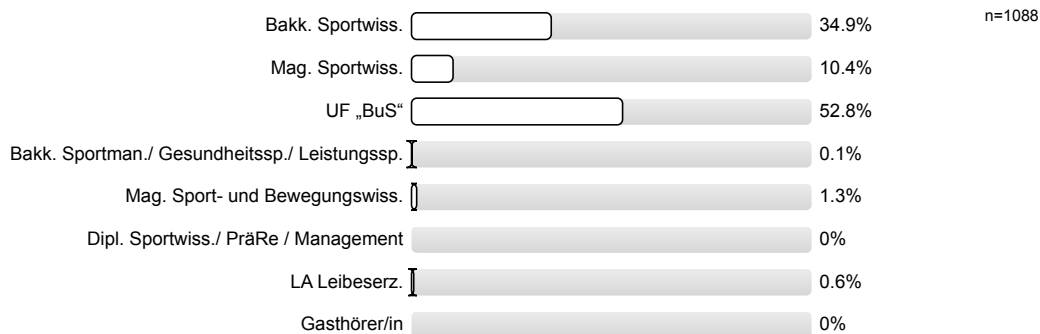 n=1088
Bakk. Sportwiss. 34.9%
Mag. Sportwiss. 10.4%
UF „BuS“ 52.8%
Bakk. Sportman./ Gesundheitssp./ Leistungssp. 0.1%
Mag. Sport- und Bewegungswiss. 1.3%
Dipl. Sportwiss./ PräRe / Management 0%
LA Leibeserz. 0.6%
Gasthörer/in 0%